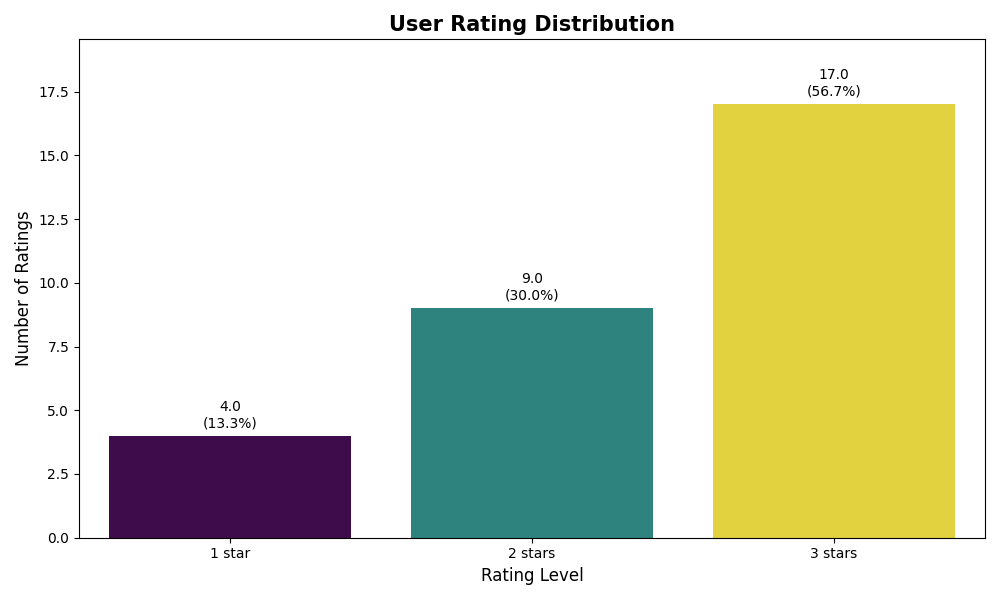 User Rating Distribution
17.0
(56.7%)
9.0
(30.0%)
4.0
(13.3%)
Number of Ratings
17.5
15.0
12.5
10.0
7.5
5.0
2.5
0.0
1 star
2 stars
3 stars
Rating Level